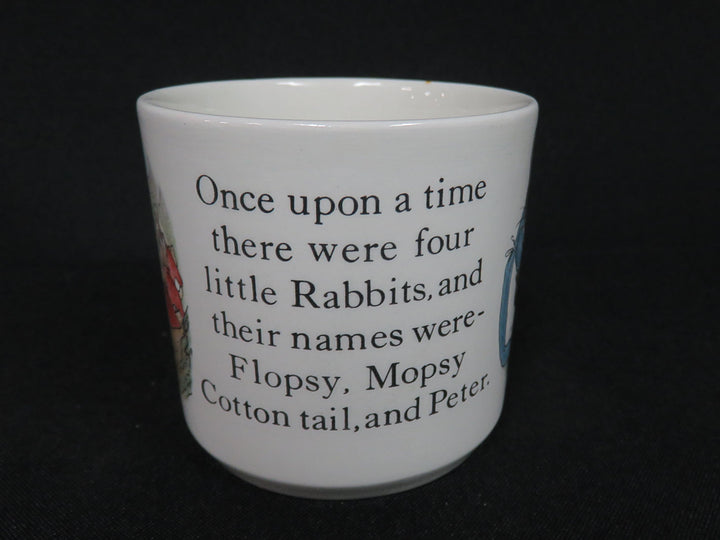 Once upon a time
there were four
little Rabbits, and
their names were-
Flopsy, Mopsy
Cotton tail, and Peter.